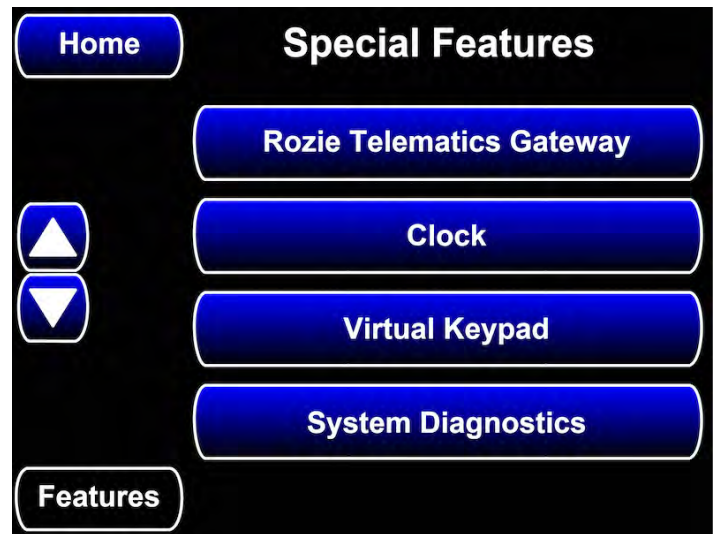 Home
Special Features
Rozie Telematics Gateway
Clock
Virtual Keypad
System Diagnostics
Features